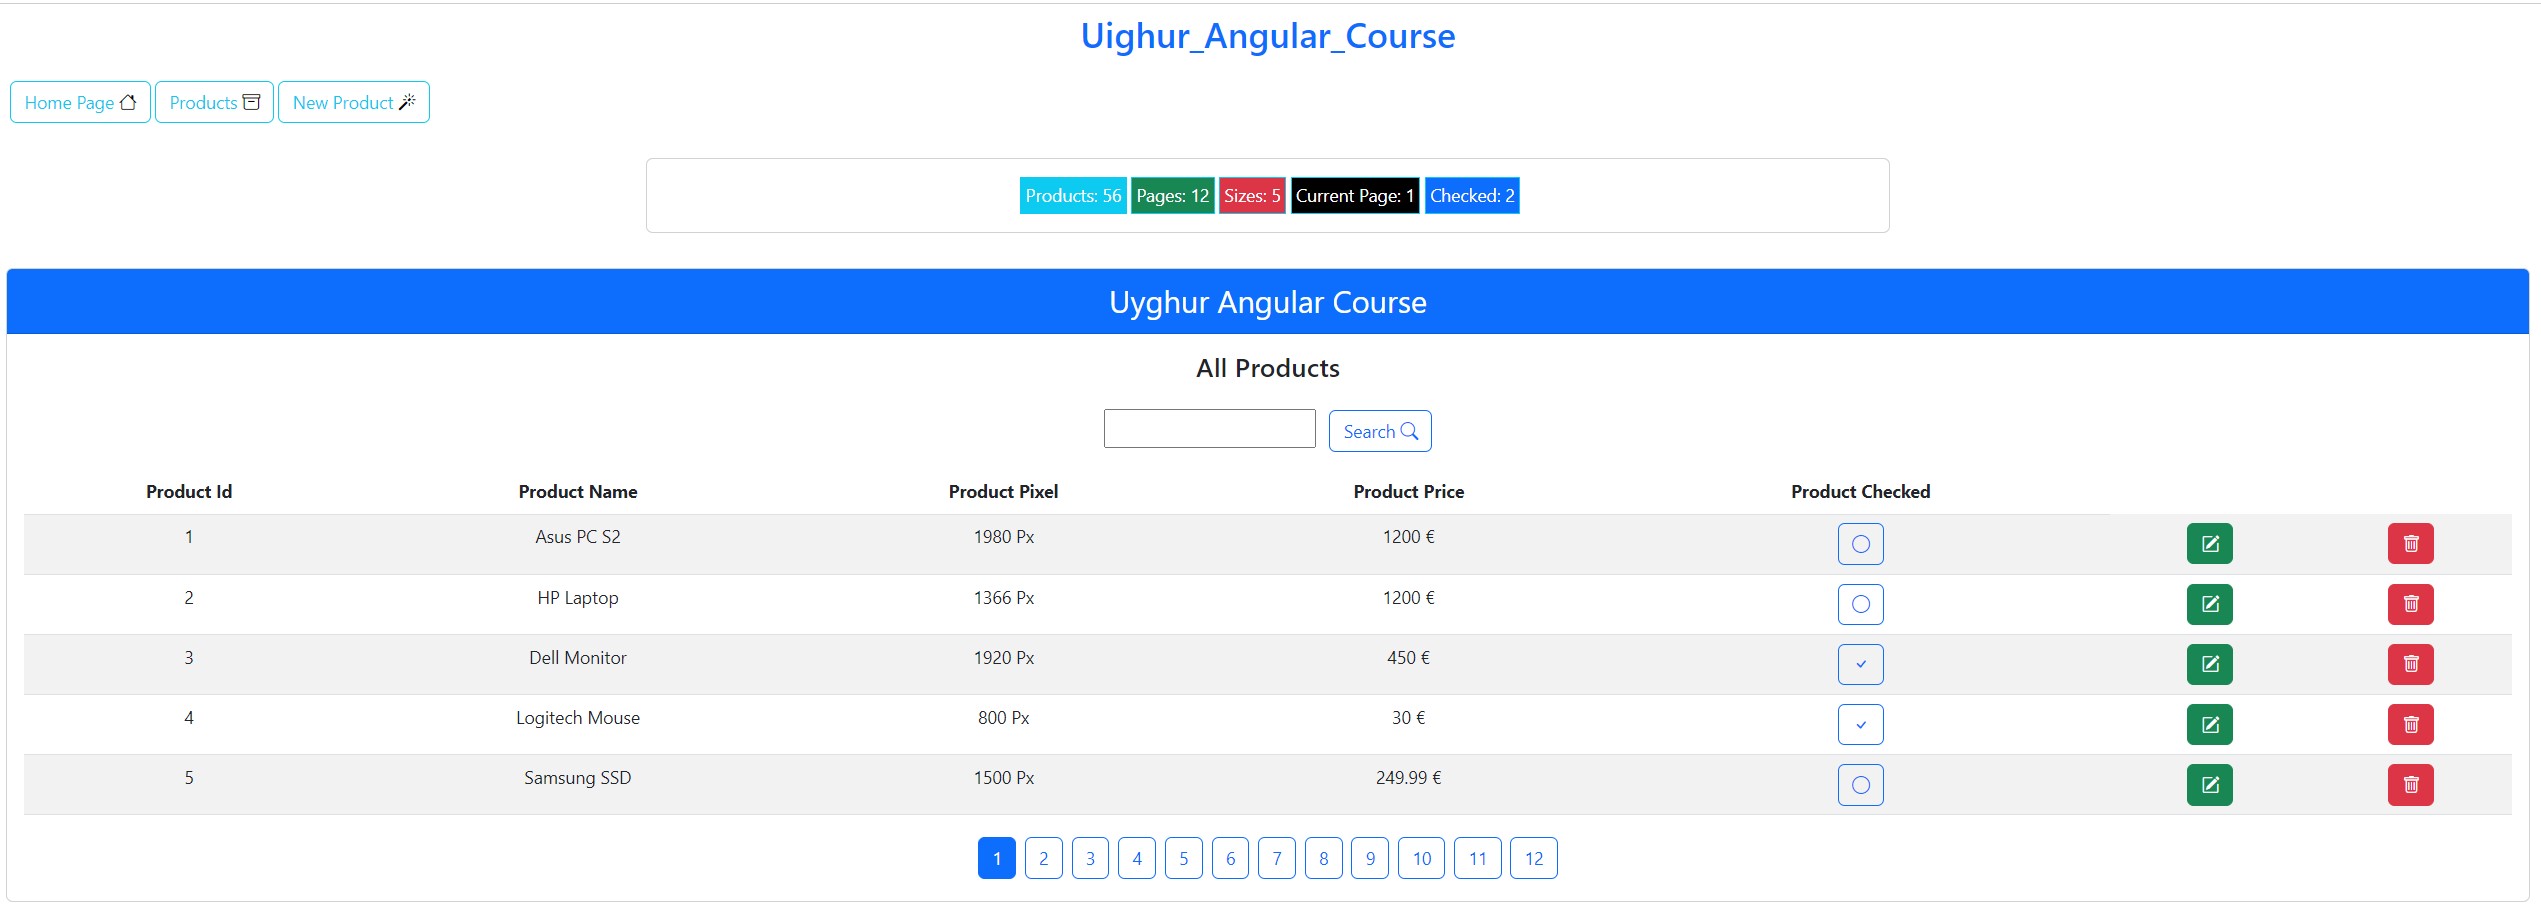 Uighur_Angular_Course
Home Page Products New Product
Products: 56 Pages: 12 Sizes: 5 Current Page: 1 Checked: 2
Uyghur Angular Course
All Products
Search
Product Id Product Name Product Pixel Product Price Product Checked
1 Asus PC S2 1980 Px 1200 €
2 HP Laptop 1366 Px 1200 €
3 Dell Monitor 1920 Px 450 €
4 Logitech Mouse 800 Px 30 €
5 Samsung SSD 1500 Px 249.99 €
1 2 3 4 5 6 7 8 9 10 11 12